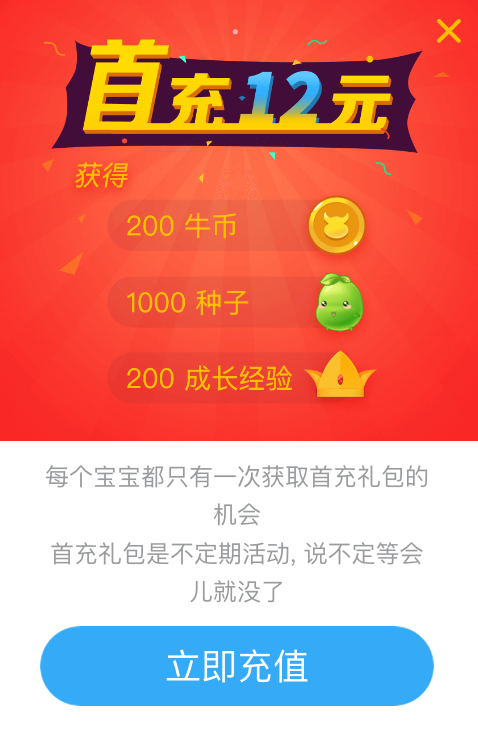 首充12元
获得
200 牛币
1000 种子
200 成长经验
每个宝宝都只有一次获取首充礼包的
机会
首充礼包是不定期活动, 说不定等会
儿就没了
立即充值